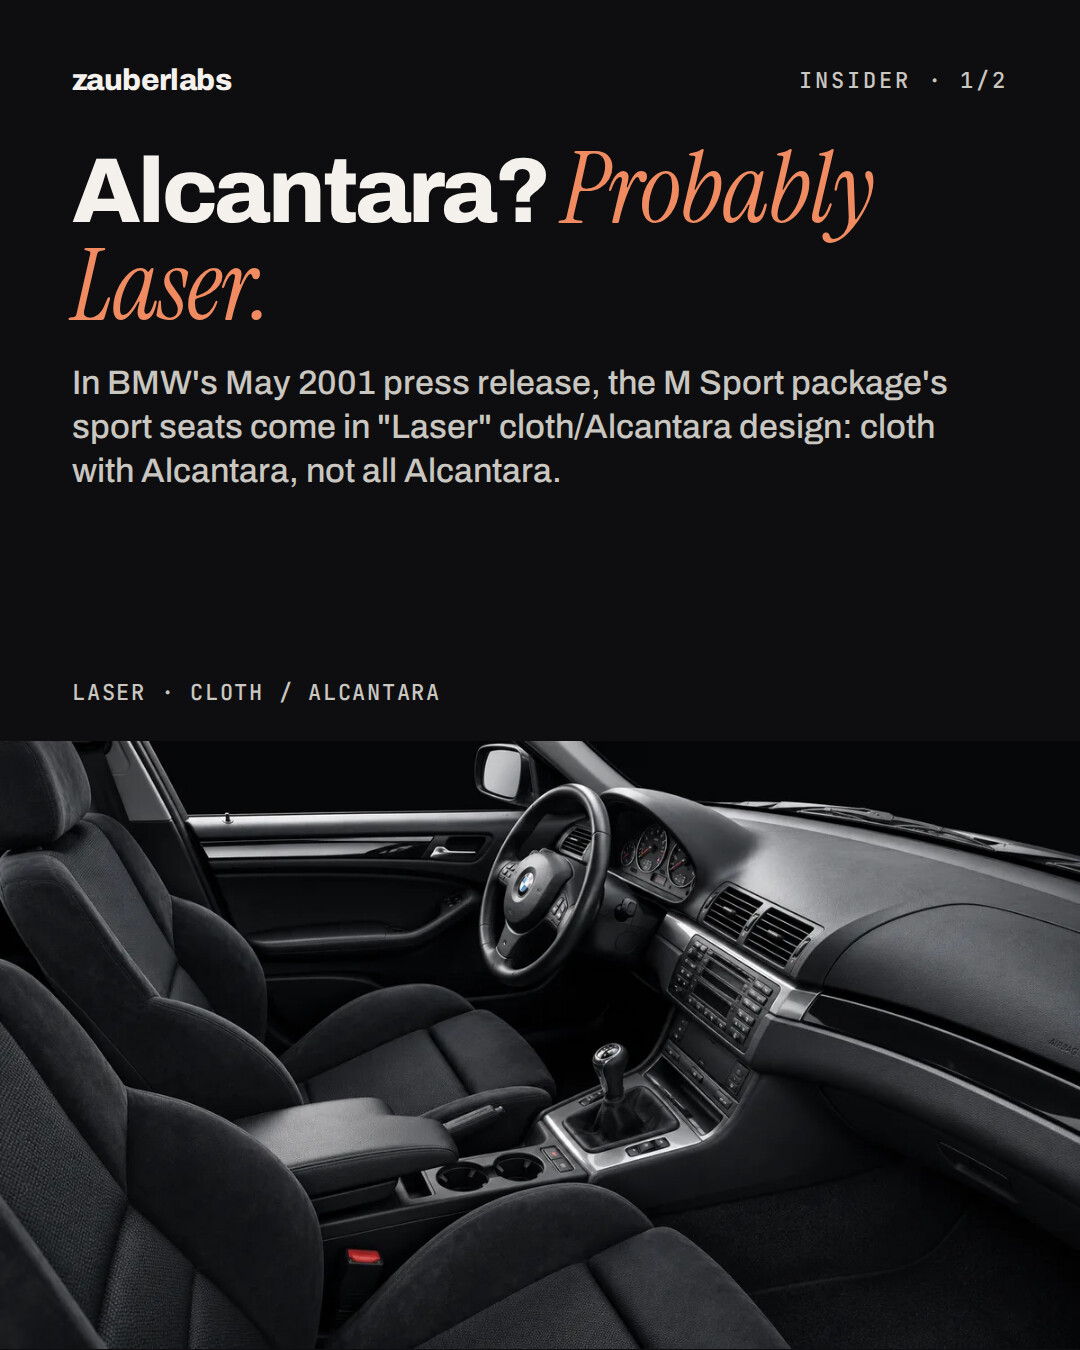 zauberlabs
INSIDER · 1/2
Alcantara? Probably
Laser.
In BMW's May 2001 press release, the M Sport package's
sport seats come in "Laser" cloth/Alcantara design: cloth
with Alcantara, not all Alcantara.
LASER · CLOTH / ALCANTARA